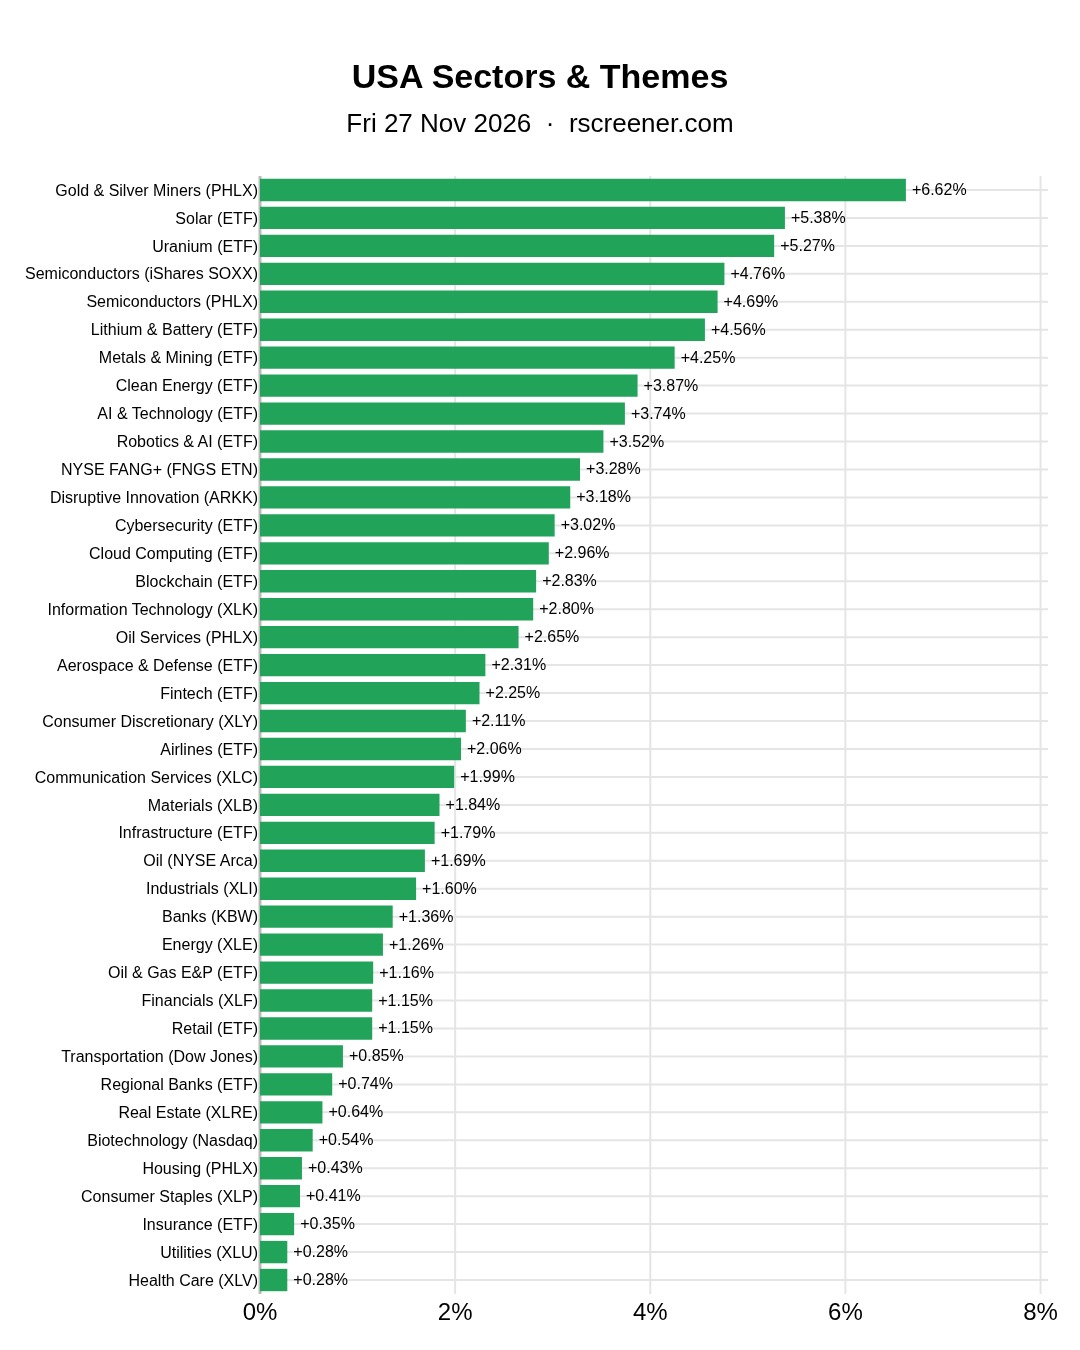 USA Sectors & Themes
Fri 27 Nov 2026 · rscreener.com
Gold & Silver Miners (PHLX) +6.62%
Solar (ETF) +5.38%
Uranium (ETF) +5.27%
Semiconductors (iShares SOXX) +4.76%
Semiconductors (PHLX) +4.69%
Lithium & Battery (ETF) +4.56%
Metals & Mining (ETF) +4.25%
Clean Energy (ETF) +3.87%
AI & Technology (ETF) +3.74%
Robotics & AI (ETF) +3.52%
NYSE FANG+ (FNGS ETN) +3.28%
Disruptive Innovation (ARKK) +3.18%
Cybersecurity (ETF) +3.02%
Cloud Computing (ETF) +2.96%
Blockchain (ETF) +2.83%
Information Technology (XLK) +2.80%
Oil Services (PHLX) +2.65%
Aerospace & Defense (ETF) +2.31%
Fintech (ETF) +2.25%
Consumer Discretionary (XLY) +2.11%
Airlines (ETF) +2.06%
Communication Services (XLC) +1.99%
Materials (XLB) +1.84%
Infrastructure (ETF) +1.79%
Oil (NYSE Arca) +1.69%
Industrials (XLI) +1.60%
Banks (KBW) +1.36%
Energy (XLE) +1.26%
Oil & Gas E&P (ETF) +1.16%
Financials (XLF) +1.15%
Retail (ETF) +1.15%
Transportation (Dow Jones) +0.85%
Regional Banks (ETF) +0.74%
Real Estate (XLRE) +0.64%
Biotechnology (Nasdaq) +0.54%
Housing (PHLX) +0.43%
Consumer Staples (XLP) +0.41%
Insurance (ETF) +0.35%
Utilities (XLU) +0.28%
Health Care (XLV) +0.28%
0% 2% 4% 6% 8%